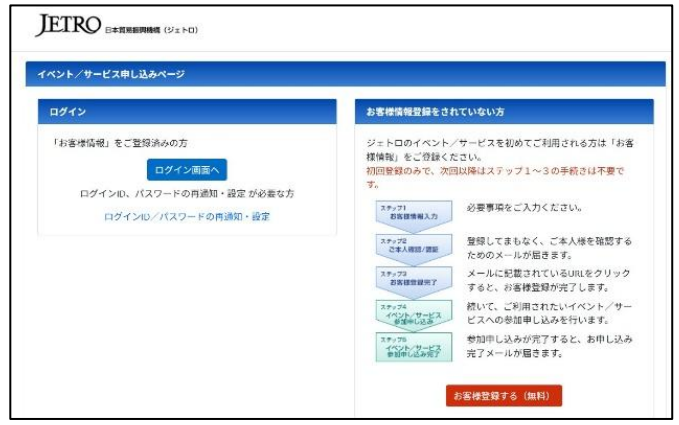 JETRO 日本貿易振興機構（ジェトロ）
イベント／サービス申し込みページ
ログイン
「お客様情報」をご登録済みの方
ログイン画面へ
ログインID、パスワードの再通知・設定 が必要な方
ログインID／パスワードの再通知・設定
お客様情報登録をされていない方
ジェトロのイベント／サービスを初めてご利用される方は「お客
様情報」をご登録ください。
初回登録のみで、次回以降はステップ１～３の手続きは不要で
す。
ステップ1
お客様情報入力
必要事項をご入力ください。
ステップ2
ご本人確認/認証
登録してまもなく、ご本人様を確認する
ためのメールが届きます。
ステップ3
お客様登録完了
メールに記載されているURLをクリック
すると、お客様登録が完了します。
ステップ4
イベント/サービス
参加申し込み
続いて、ご利用されたいイベント／サー
ビスへの参加申し込みを行います。
ステップ5
イベント/サービス
参加申し込み完了
参加申し込みが完了すると、お申し込み
完了メールが届きます。
お客様登録する（無料）